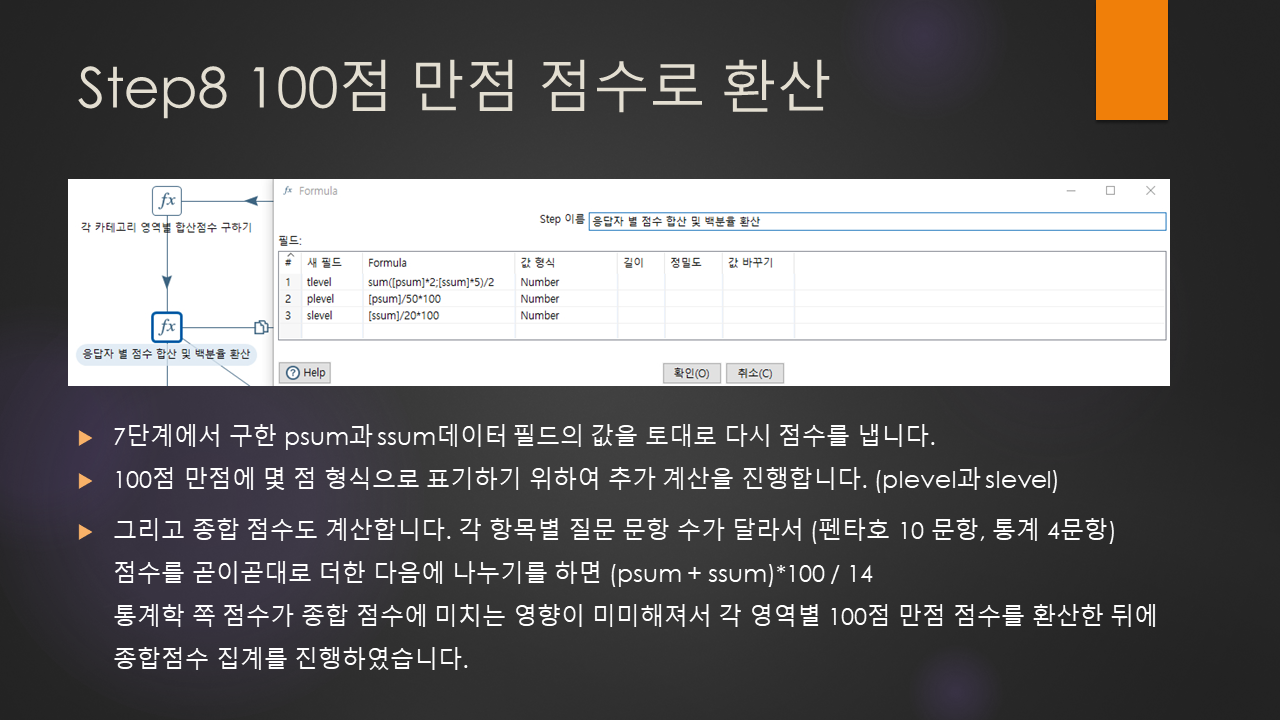 Step8 100점 만점 점수로 환산
fx
각 카테고리 영역별 합산점수 구하기
fx
응답자 별 점수 합산 및 백분율 환산
fx Formula
Step 이름 응답자 별 점수 합산 및 백분율 환산
필드:
# 새 필드 Formula 값 형식 길이 정밀도 값 바꾸기
1 tlevel sum([psum]*2;[ssum]*5)/2 Number
2 plevel [psum]/50*100 Number
3 slevel [ssum]/20*100 Number
? Help 확인(O) 취소(C)
7단계에서 구한 psum과 ssum데이터 필드의 값을 토대로 다시 점수를 냅니다.
100점 만점에 몇 점 형식으로 표기하기 위하여 추가 계산을 진행합니다. (plevel과 slevel)
그리고 종합 점수도 계산합니다. 각 항목별 질문 문항 수가 달라서 (펜타호 10 문항, 통계 4문항)
점수를 곧이곧대로 더한 다음에 나누기를 하면 (psum + ssum)*100 / 14
통계학 쪽 점수가 종합 점수에 미치는 영향이 미미해져서 각 영역별 100점 만점 점수를 환산한 뒤에
종합점수 집계를 진행하였습니다.